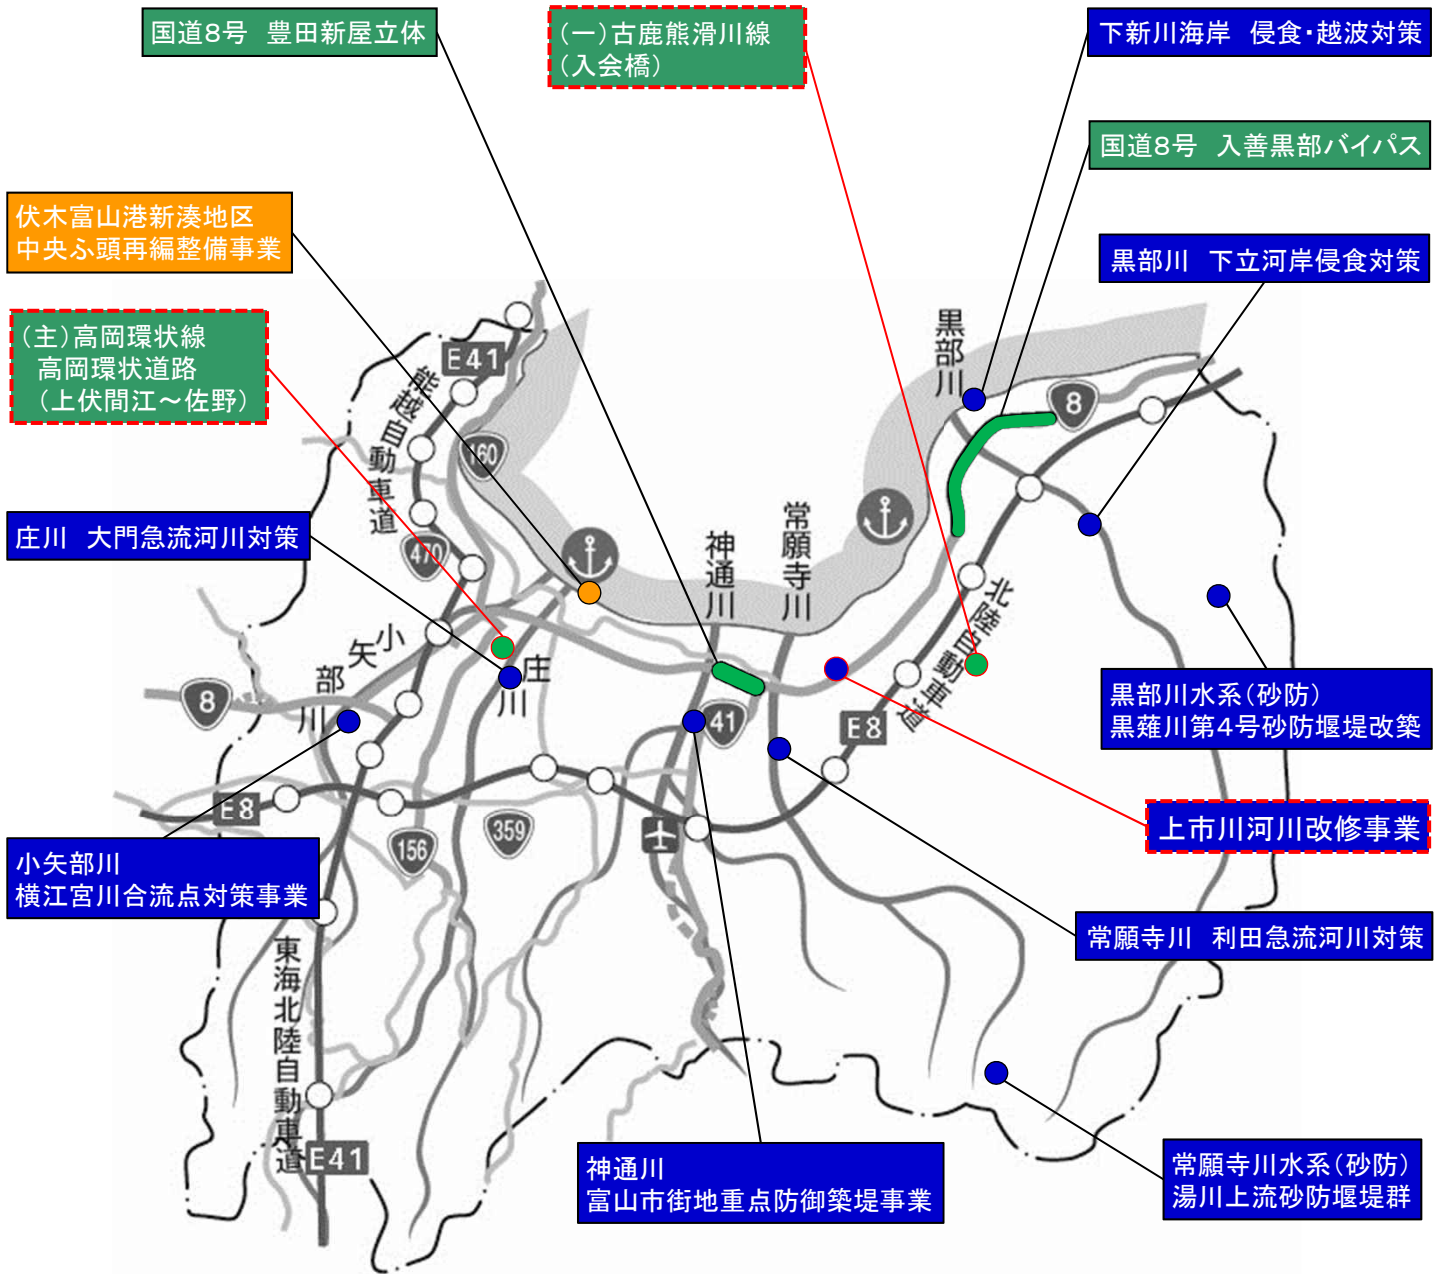 国道8号　豊田新屋立体
(一)古鹿熊滑川線
(入会橋)
下新川海岸　侵食・越波対策
国道8号　入善黒部バイパス
伏木富山港新湊地区
中央ふ頭再編整備事業
黒部川　下立河岸侵食対策
(主)高岡環状線
高岡環状道路
(上伏間江～佐野)
黒部川
E41
能越自動車道
8
160
庄川　大門急流河川対策
470
常願寺川
神通川
北陸自動車道
小矢部川
庄川
8
41
E8
黒部川水系(砂防)
黒薙川第4号砂防堰堤改築
E8
359
156
上市川河川改修事業
小矢部川
横江宮川合流点対策事業
常願寺川　利田急流河川対策
東海北陸自動車道
E41
神通川
富山市街地重点防御築堤事業
常願寺川水系(砂防)
湯川上流砂防堰堤群